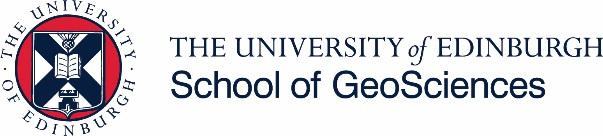 THE UNIVERSITY
OF EDINBURGH
THE UNIVERSITY of EDINBURGH
School of GeoSciences